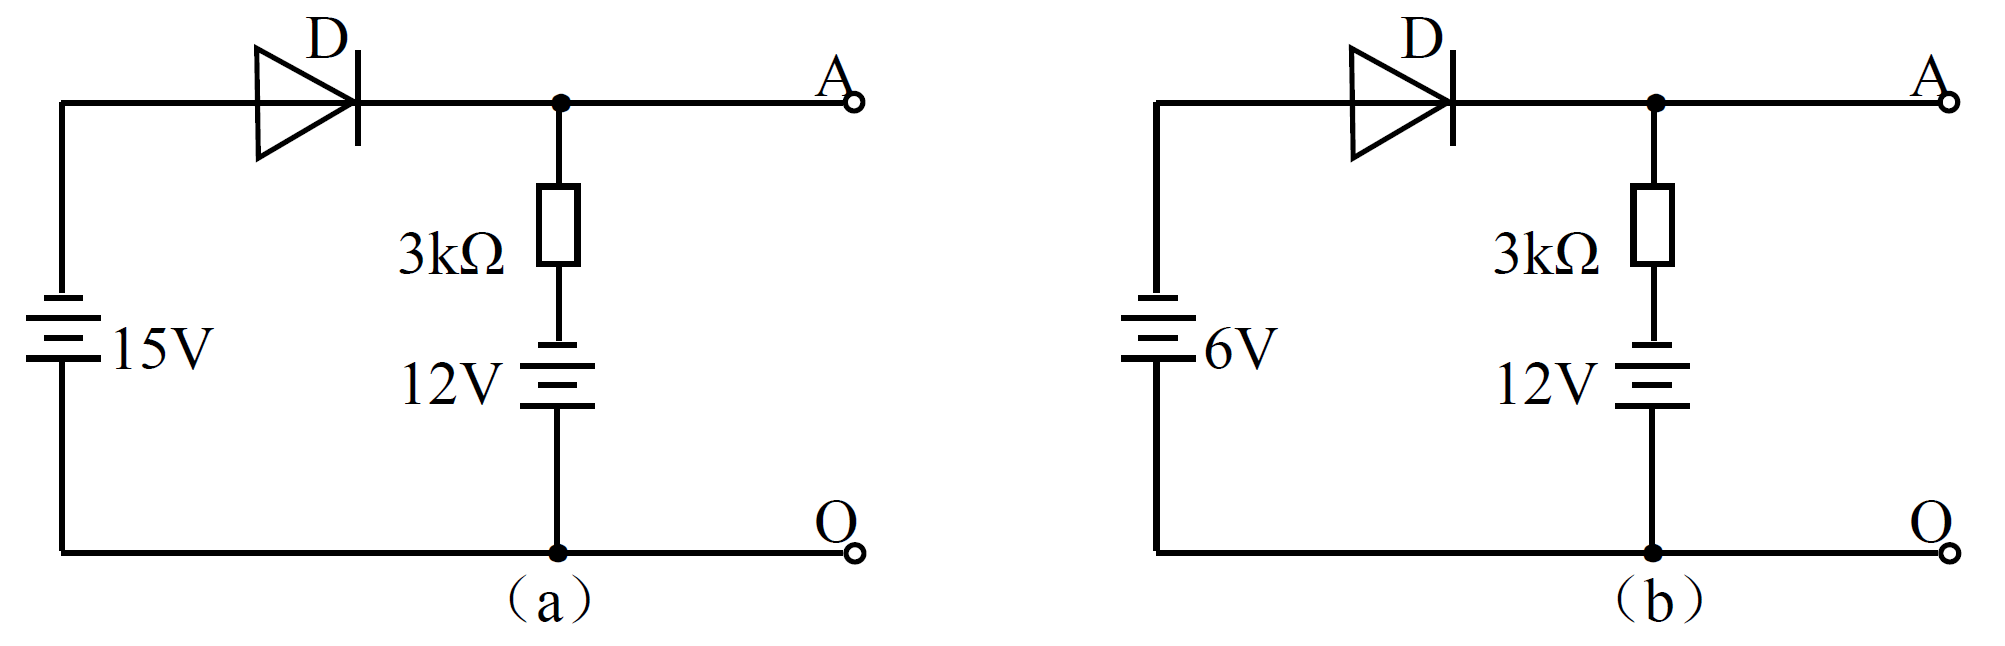 D
A
3kΩ
15V
12V
O
（a）
D
A
3kΩ
6V
12V
O
（b）